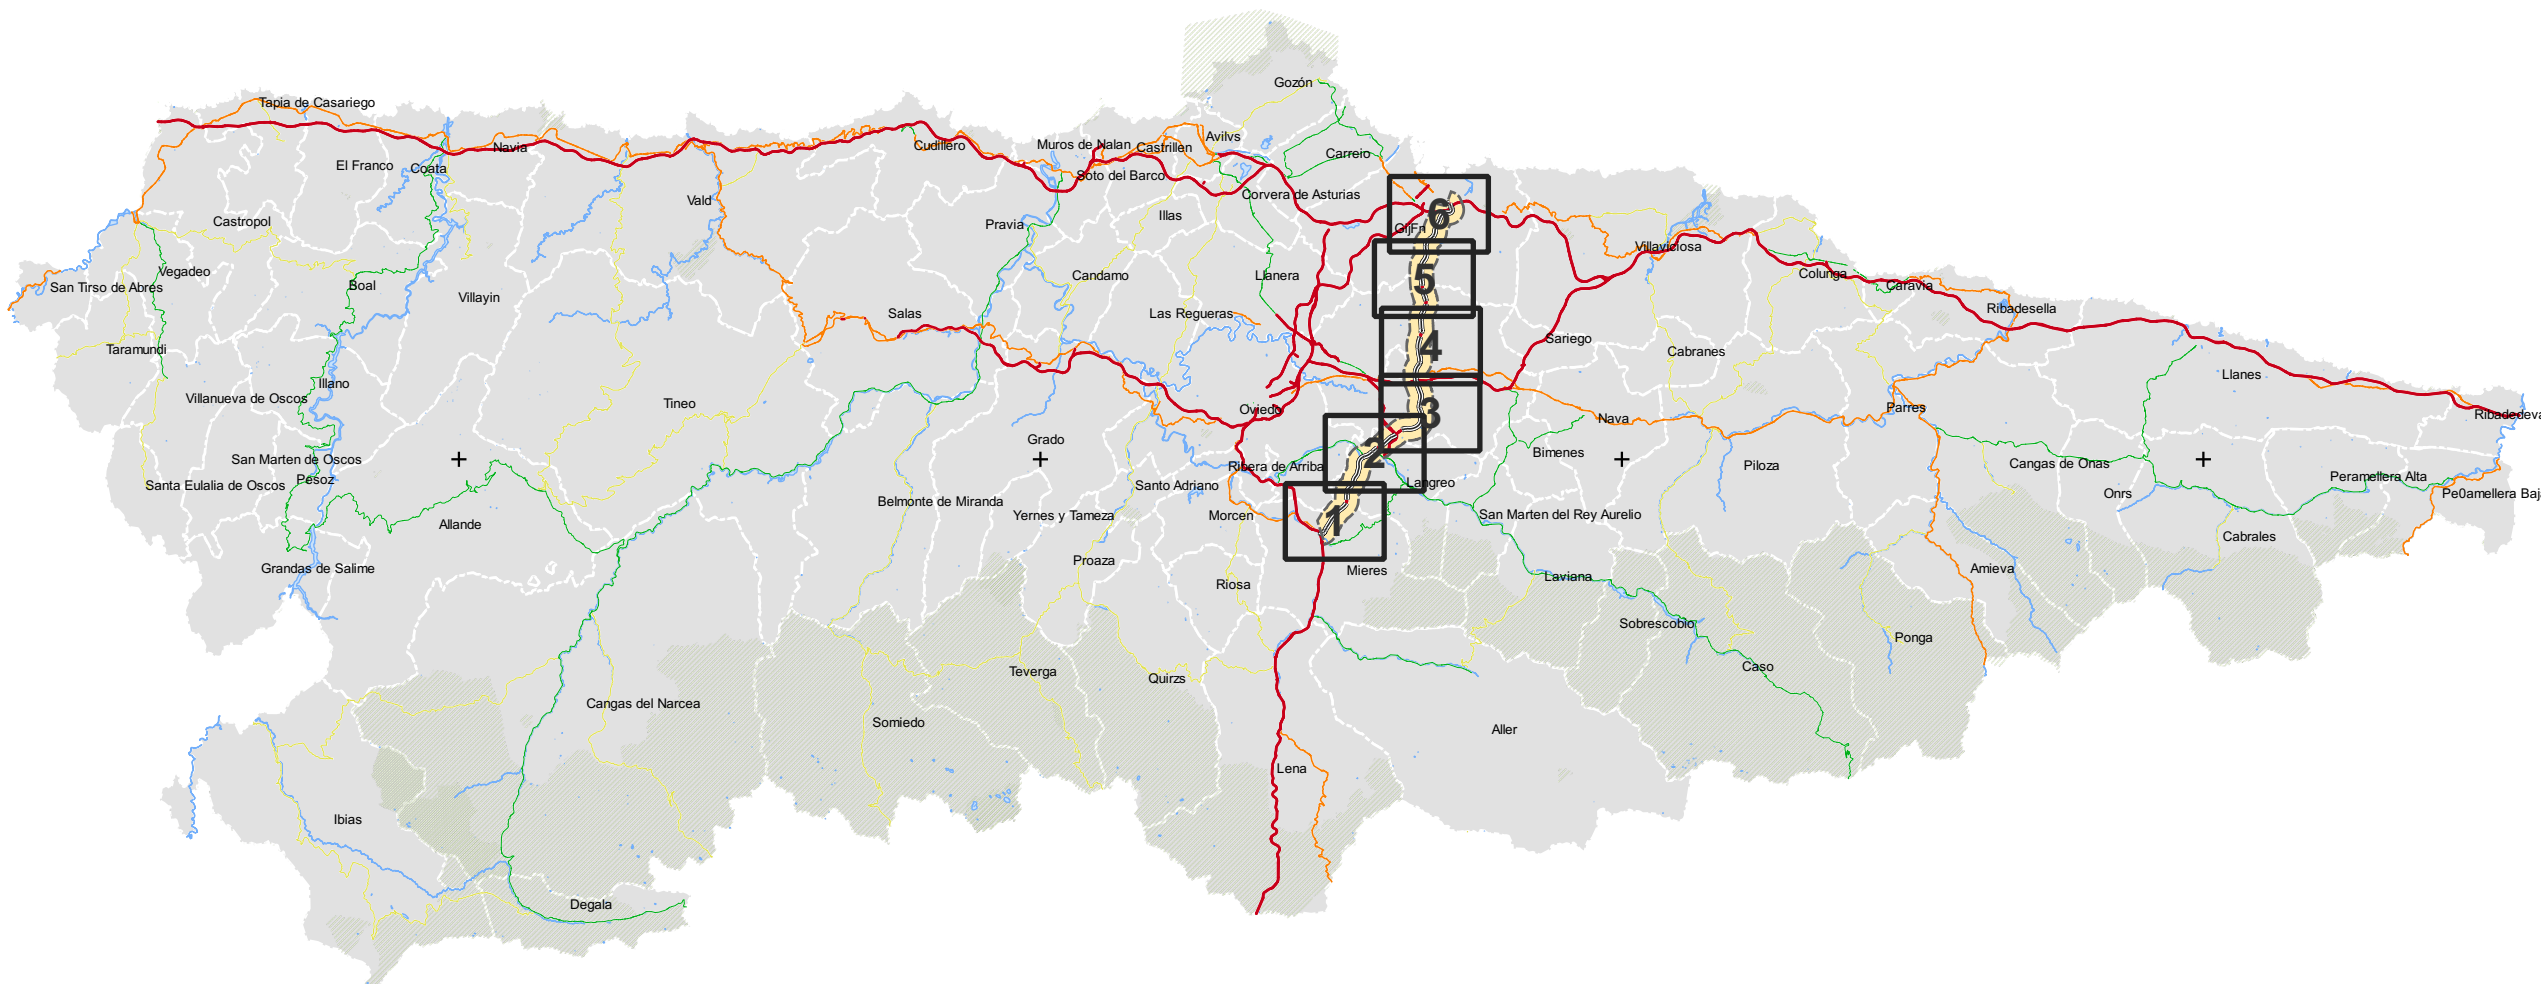 Gozón
Tapia de Casariego
Avilvs
Muros de Nalan
Castrillen
Cudillero
Navia
Carreio
El Franco
Coata
Soto del Barco
Corvera de Asturias
Vald
Illas
6
Castropol
Pravia
GijFn
Villaviciosa
Vegadeo
Candamo
Llanera
5
Colunga
San Tirso de Abres
Boal
Caravia
Villayin
Ribadesella
Salas
Las Regueras
Sariego
4
Taramundi
Cabranes
Illano
Llanes
Villanueva de Oscos
Tineo
Oviedo
3
Parres
Ribadedeva
Nava
Grado
2
Bimenes
San Marten de Oscos
Ribera de Arriba
Piloza
Cangas de Onas
Pesoz
Santa Eulalia de Oscos
Santo Adriano
Langreo
Peramellera Alta
Belmonte de Miranda
Onrs
Pe0amellera Baj
Yernes y Tameza
Morcen
San Marten del Rey Aurelio
1
Allande
Cabrales
Proaza
Grandas de Salime
Mieres
Amieva
Laviana
Riosa
Sobrescobio
Ponga
Caso
Teverga
Quirzs
Cangas del Narcea
Somiedo
Aller
Lena
Ibias
Degala